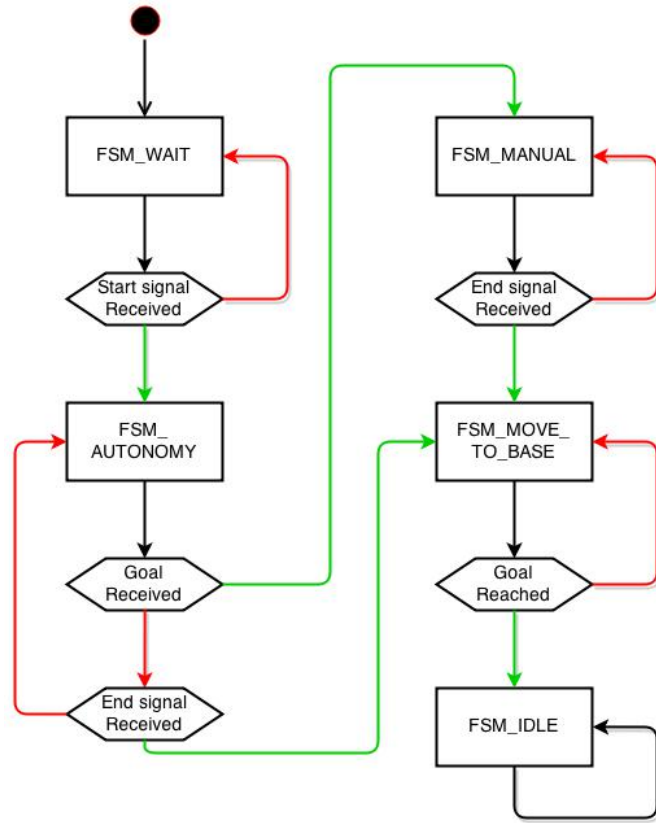 FSM_WAIT
Start signal
Received
FSM_
AUTONOMY
Goal
Received
End signal
Received
FSM_MANUAL
End signal
Received
FSM_MOVE_
TO_BASE
Goal
Reached
FSM_IDLE